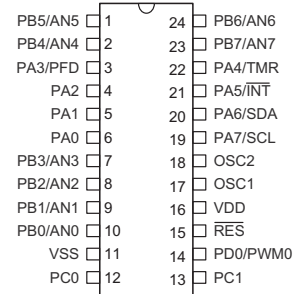 PB5/AN5 1 24 PB6/AN6
PB4/AN4 2 23 PB7/AN7
PA3/PFD 3 22 PA4/TMR
PA2 4 21 PA5/INT
PA1 5 20 PA6/SDA
PA0 6 19 PA7/SCL
PB3/AN3 7 18 OSC2
PB2/AN2 8 17 OSC1
PB1/AN1 9 16 VDD
PB0/AN0 10 15 RES
VSS 11 14 PD0/PWM0
PC0 12 13 PC1